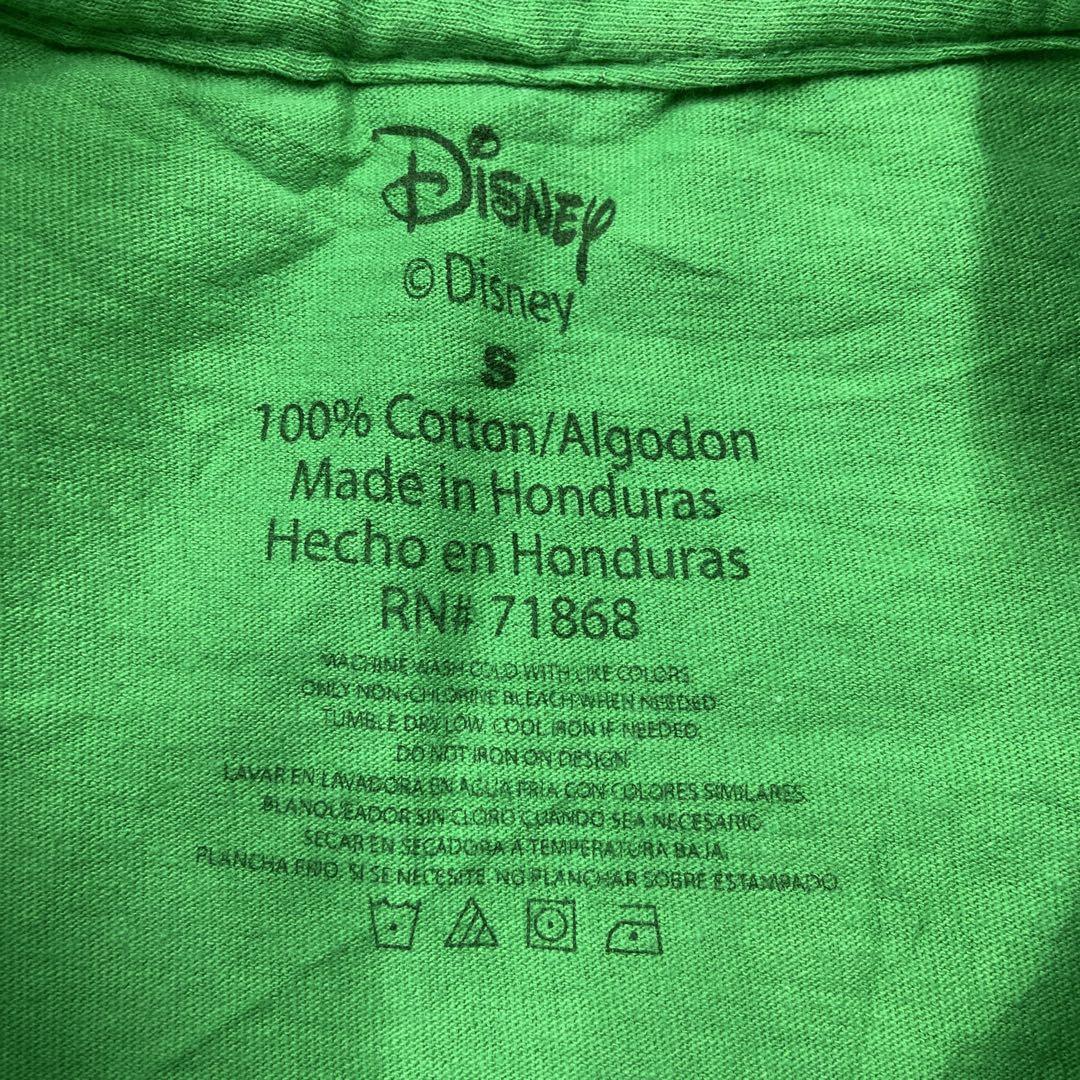 Disney
© Disney
S
100% Cotton/Algodon
Made in Honduras
Hecho en Honduras
RN# 71868
MACHINE WASH COLD WITH LIKE COLORS.
ONLY NON-CHLORINE BLEACH WHEN NEEDED.
TUMBLE DRY LOW. COOL IRON IF NEEDED.
DO NOT IRON ON DESIGN.
LAVAR EN LAVADORA EN AGUA FRIA CON COLORES SIMILARES.
BLANQUEADOR SIN CLORO CUANDO SEA NECESARIO.
SECAR EN SECADORA A TEMPERATURA BAJA.
PLANCHA FRIO. SI SE NECESITE. NO PLANCHAR SOBRE ESTAMPADO.